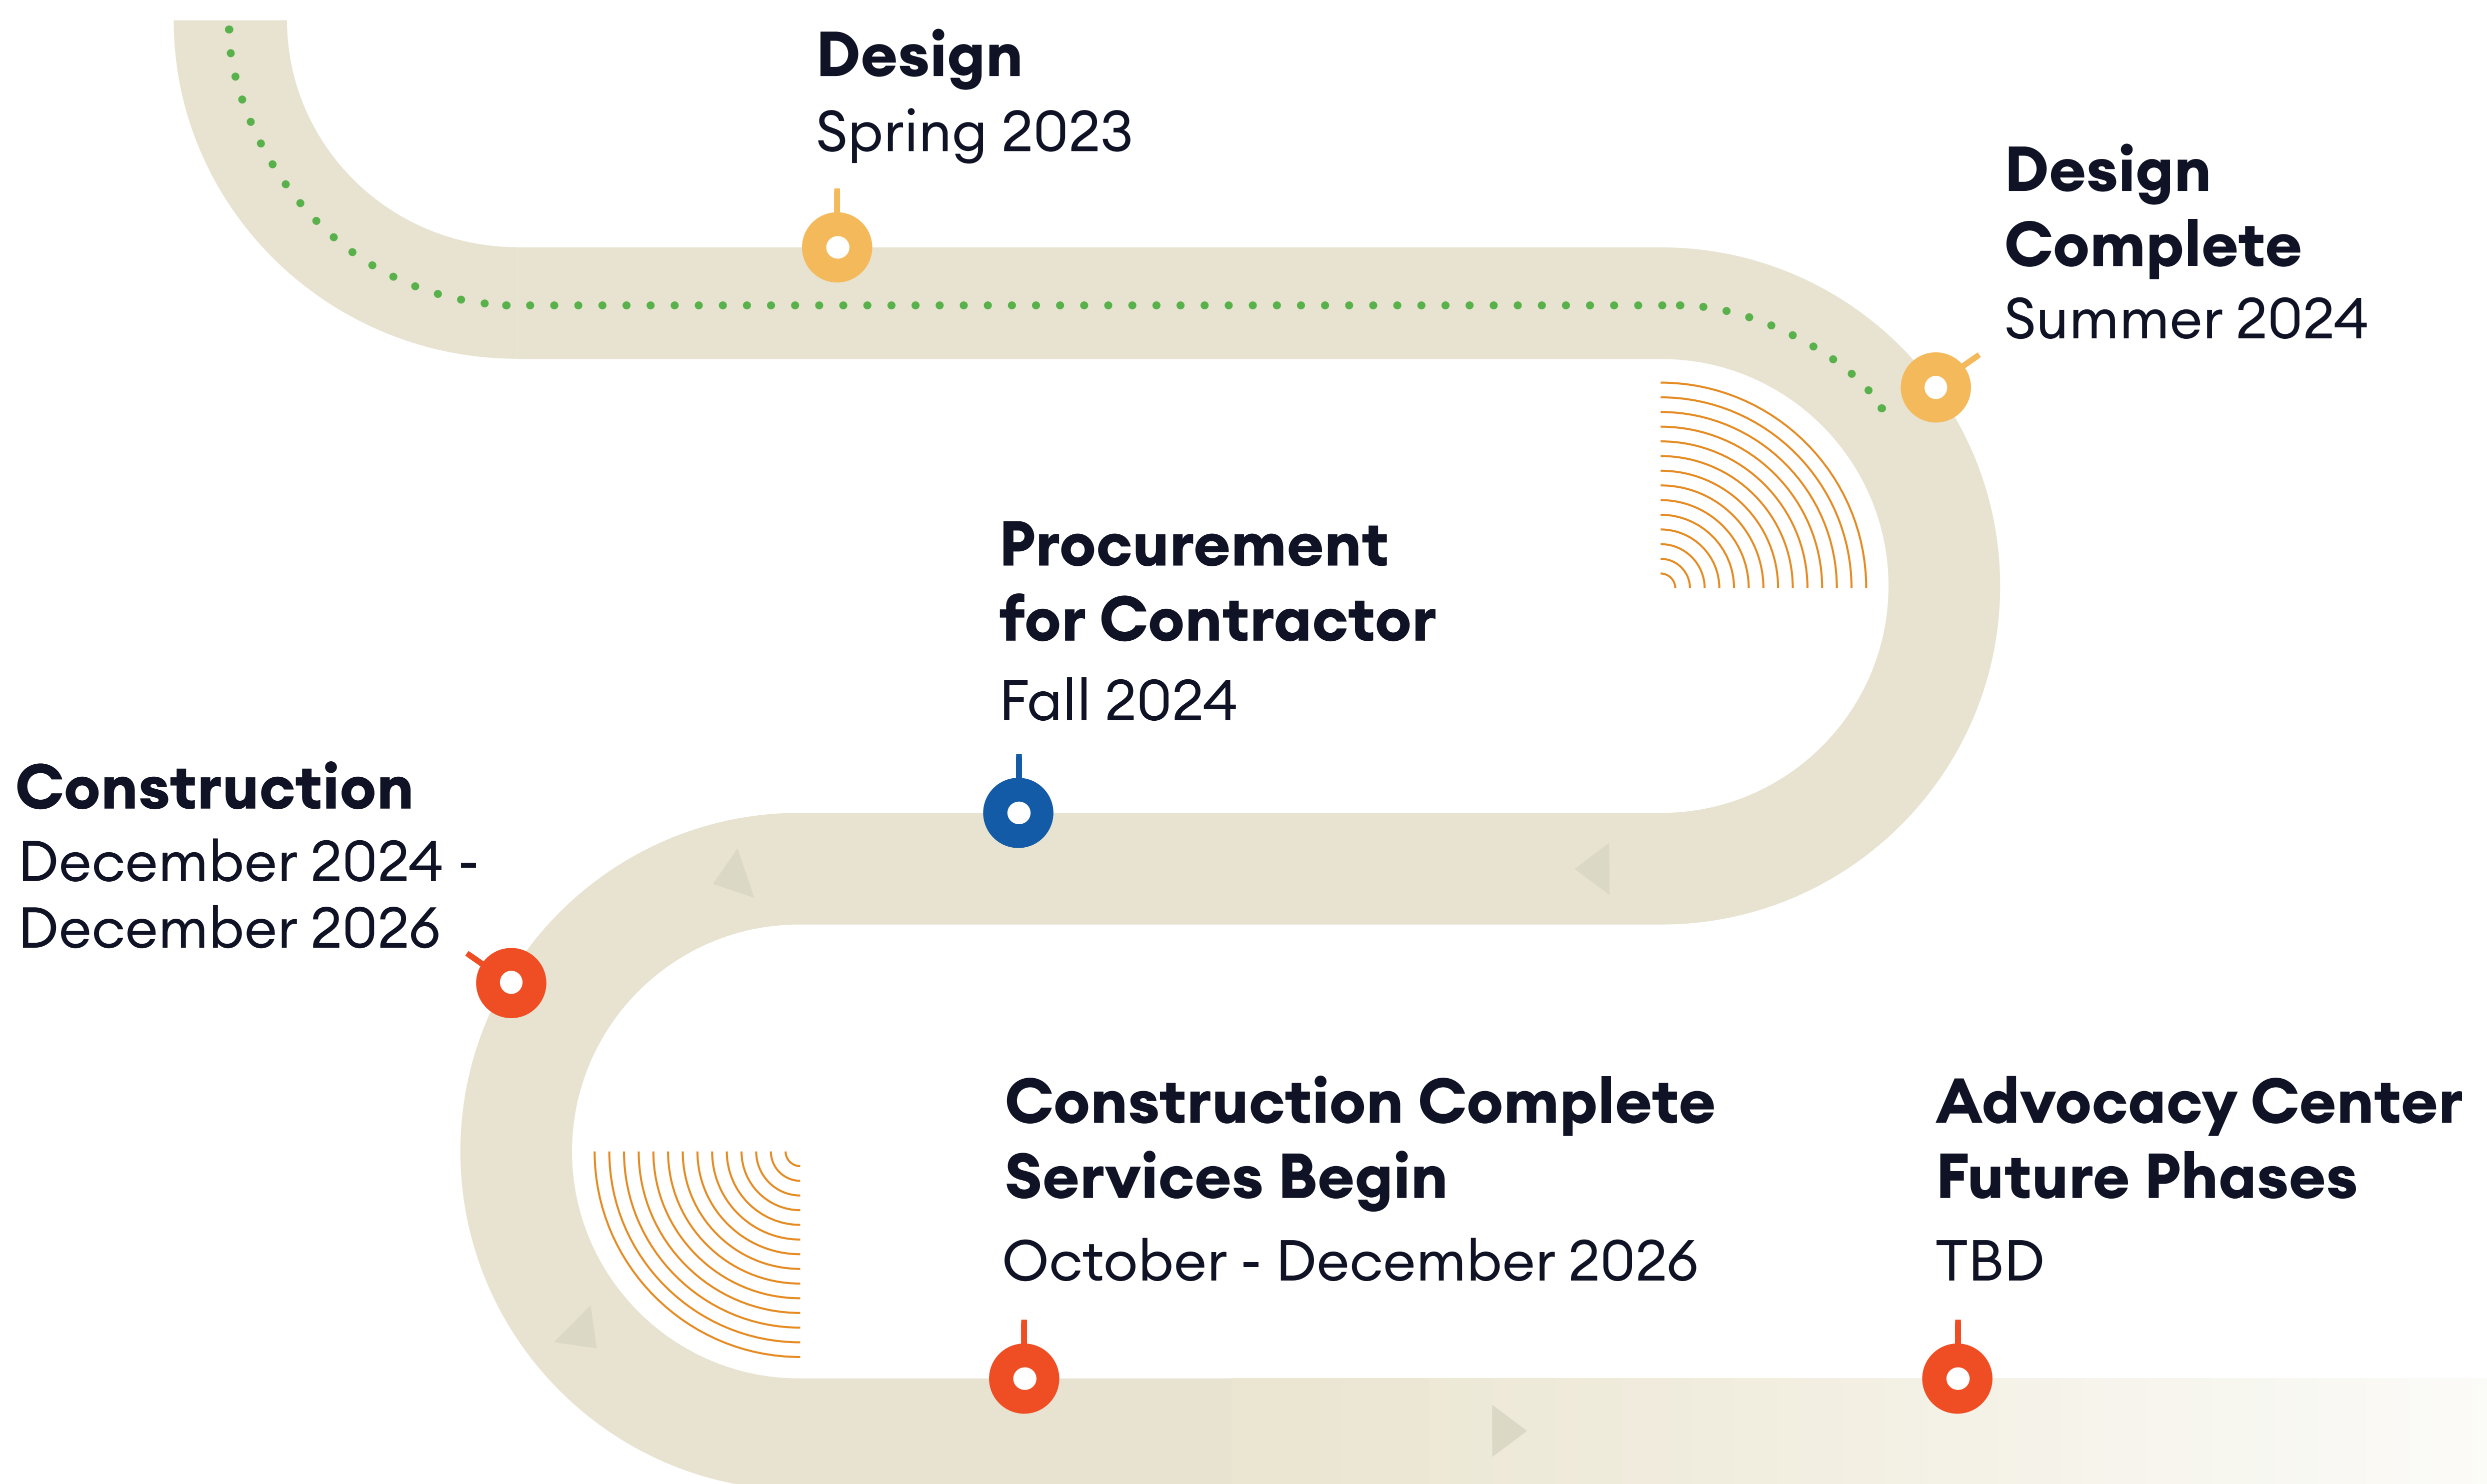 Design
Spring 2023
Design
Complete
Summer 2024
Procurement
for Contractor
Fall 2024
Construction
December 2024 -
December 2026
Construction Complete
Services Begin
October - December 2026
Advocacy Center
Future Phases
TBD